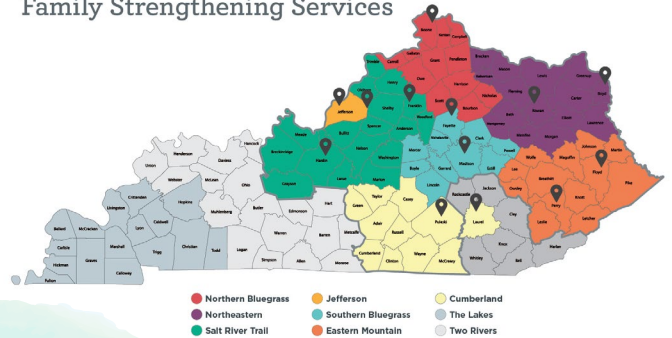 Family Strengthening Services
Boone
Kenton
Campbell
Gallatin
Carroll
Grant
Pendleton
Bracken
Trimble
Owen
Mason
Lewis
Greenup
Henry
Harrison
Fleming
Boyd
Oldham
Scott
Nicholas
Rowan
Carter
Shelby
Franklin
Bourbon
Bath
Elliott
Lawrence
Jefferson
Woodford
Fayette
Montgomery
Spencer
Anderson
Clark
Menifee
Morgan
Johnson
Martin
Meade
Bullitt
Nelson
Mercer
Madison
Powell
Wolfe
Magoffin
Floyd
Pike
Hancock
Breckinridge
Hardin
Washington
Boyle
Garrard
Estill
Lee
Breathitt
Henderson
Daviess
Larue
Marion
Lincoln
Owsley
Knott
Union
Webster
McLean
Ohio
Grayson
Taylor
Casey
Rockcastle
Jackson
Perry
Letcher
Crittenden
Hopkins
Muhlenberg
Butler
Edmonson
Hart
Green
Adair
Pulaski
Laurel
Clay
Leslie
Livingston
Caldwell
Warren
Barren
Metcalfe
Russell
Knox
Harlan
Ballard
McCracken
Lyon
Christian
Todd
Logan
Simpson
Allen
Monroe
Cumberland
Clinton
Wayne
McCreary
Whitley
Bell
Carlisle
Marshall
Trigg
Hickman
Graves
Calloway
Fulton
Northern Bluegrass
Jefferson
Cumberland
Northeastern
Southern Bluegrass
The Lakes
Salt River Trail
Eastern Mountain
Two Rivers